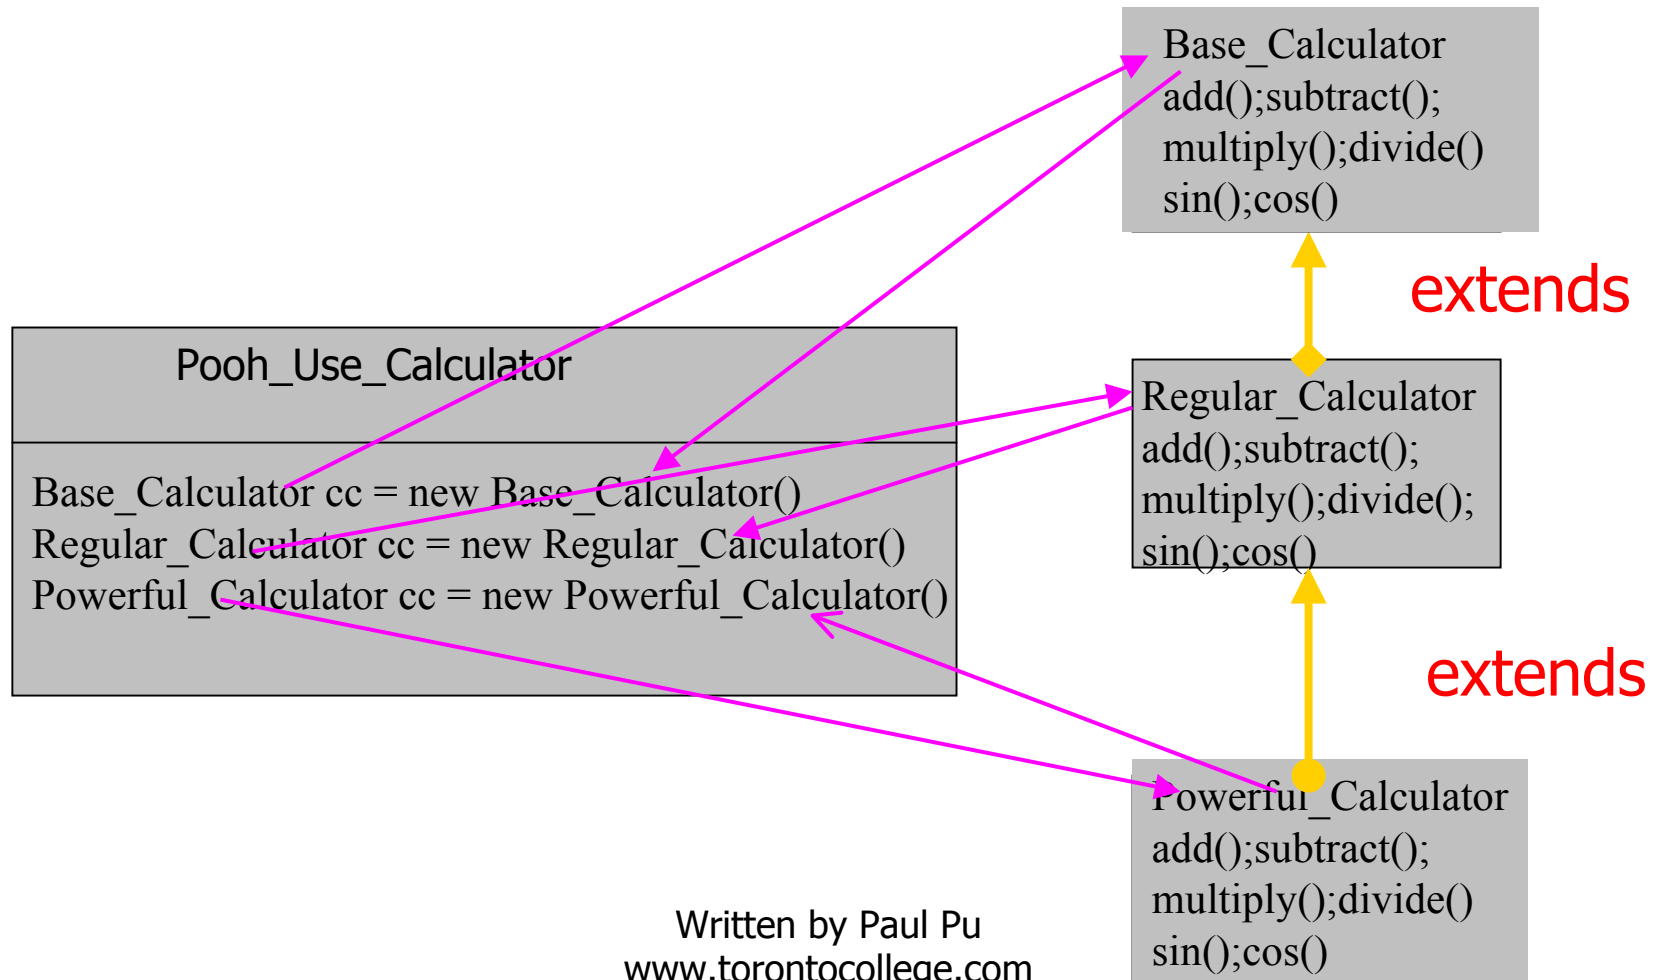 Base_Calculator
add();subtract();
multiply();divide()
sin();cos()
extends
Pooh_Use_Calculator
Base_Calculator cc = new Base_Calculator()
Regular_Calculator cc = new Regular_Calculator()
Powerful_Calculator cc = new Powerful_Calculator()
Regular_Calculator
add();subtract();
multiply();divide();
sin();cos()
extends
Powerful_Calculator
add();subtract();
multiply();divide()
sin();cos()
Written by Paul Pu
www.torontocollege.com